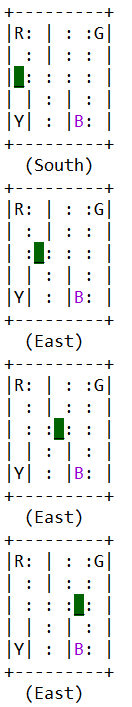 +---------+
|R: | : :G|
| : | : : |
|_: : : : |
| | : | : |
|Y| : |B: |
+---------+
(South)
+---------+
|R: | : :G|
| : | : : |
| :_: : : |
| | : | : |
|Y| : |B: |
+---------+
(East)
+---------+
|R: | : :G|
| : | : : |
| : :_: : |
| | : | : |
|Y| : |B: |
+---------+
(East)
+---------+
|R: | : :G|
| : | : : |
| : : :_: |
| | : | : |
|Y| : |B: |
+---------+
(East)